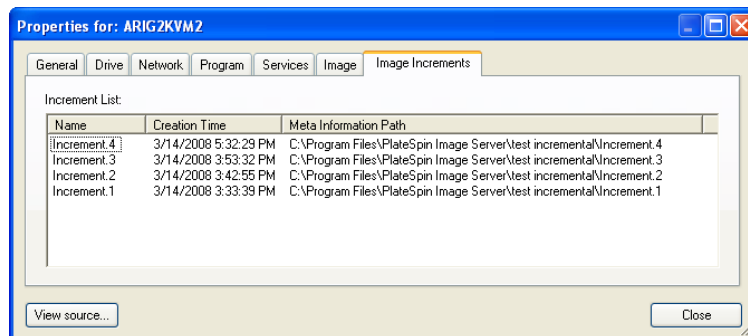 Properties for: ARIG2KVM2
General Drive Network Program Services Image Image Increments
Increment List:
Name Creation Time Meta Information Path
Increment.4 3/14/2008 5:32:29 PM C:\Program Files\PlateSpin Image Server\test incremental\Increment.4
Increment.3 3/14/2008 3:53:32 PM C:\Program Files\PlateSpin Image Server\test incremental\Increment.3
Increment.2 3/14/2008 3:42:55 PM C:\Program Files\PlateSpin Image Server\test incremental\Increment.2
Increment.1 3/14/2008 3:33:39 PM C:\Program Files\PlateSpin Image Server\test incremental\Increment.1
View source... Close